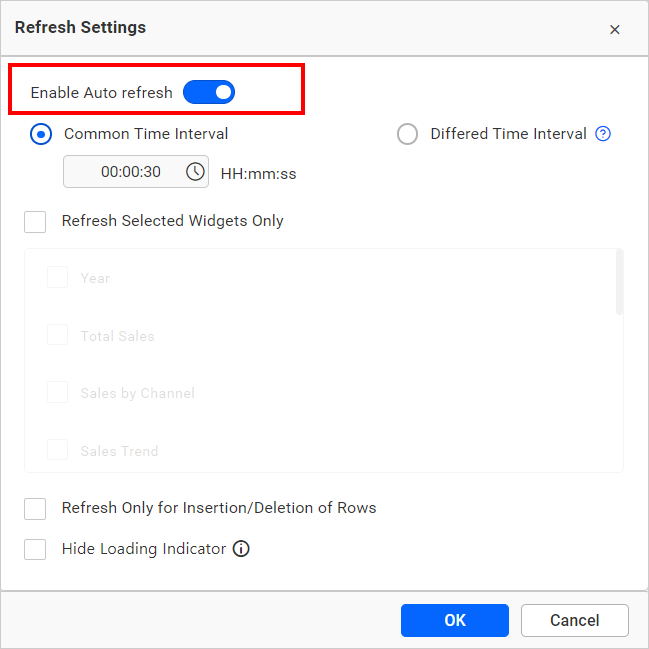 Refresh Settings
Enable Auto refresh
Common Time Interval
Differed Time Interval ?
00:00:30 HH:mm:ss
Refresh Selected Widgets Only
Year
Total Sales
Sales by Channel
Sales Trend
Refresh Only for Insertion/Deletion of Rows
Hide Loading Indicator
OK Cancel